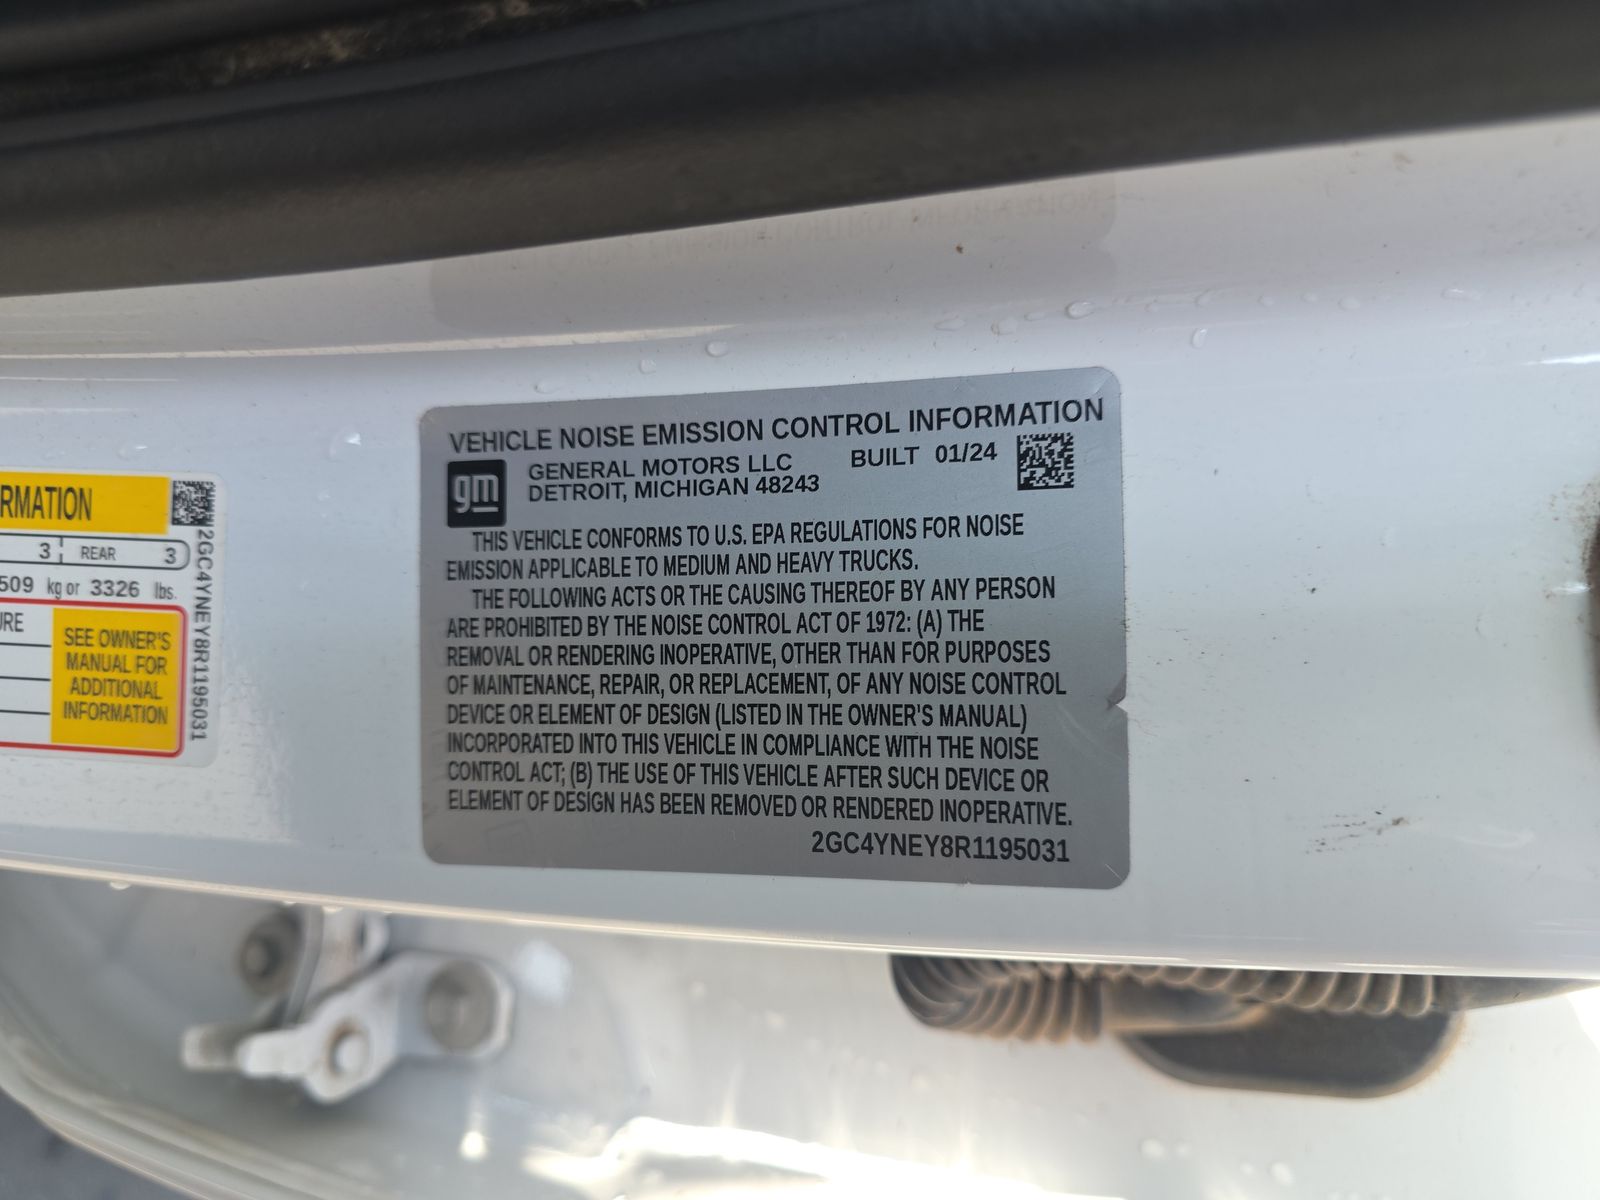 RMATION
3 REAR 3
509 kg or 3326 lbs.
URE
SEE OWNER'S
MANUAL FOR
ADDITIONAL
INFORMATION
2GC4YNEY8R1195031
VEHICLE NOISE EMISSION CONTROL INFORMATION
gm
GENERAL MOTORS LLC BUILT 01/24
DETROIT, MICHIGAN 48243
THIS VEHICLE CONFORMS TO U.S. EPA REGULATIONS FOR NOISE
EMISSION APPLICABLE TO MEDIUM AND HEAVY TRUCKS.
THE FOLLOWING ACTS OR THE CAUSING THEREOF BY ANY PERSON
ARE PROHIBITED BY THE NOISE CONTROL ACT OF 1972: (A) THE
REMOVAL OR RENDERING INOPERATIVE, OTHER THAN FOR PURPOSES
OF MAINTENANCE, REPAIR, OR REPLACEMENT, OF ANY NOISE CONTROL
DEVICE OR ELEMENT OF DESIGN (LISTED IN THE OWNER'S MANUAL)
INCORPORATED INTO THIS VEHICLE IN COMPLIANCE WITH THE NOISE
CONTROL ACT; (B) THE USE OF THIS VEHICLE AFTER SUCH DEVICE OR
ELEMENT OF DESIGN HAS BEEN REMOVED OR RENDERED INOPERATIVE.
2GC4YNEY8R1195031